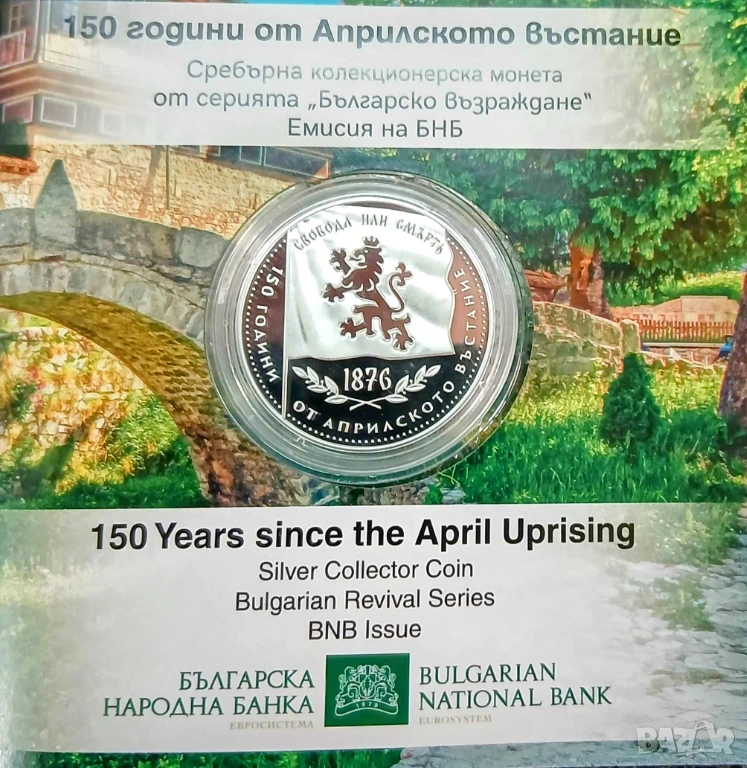 150 години от Априлското въстание
Сребърна колекционерска монета
от серията „Българско възраждане“
Емисия на БНБ
СВОБОДА ИЛИ СМЪРТЬ
150 ГОДИНИ ОТ АПРИЛСКОТО ВЪСТАНИЕ
1876
150 Years since the April Uprising
Silver Collector Coin
Bulgarian Revival Series
BNB Issue
БЪЛГАРСКА
НАРОДНА БАНКА
ЕВРОСИСТЕМА
1879
BULGARIAN
NATIONAL BANK
EUROSYSTEM
BAZAR